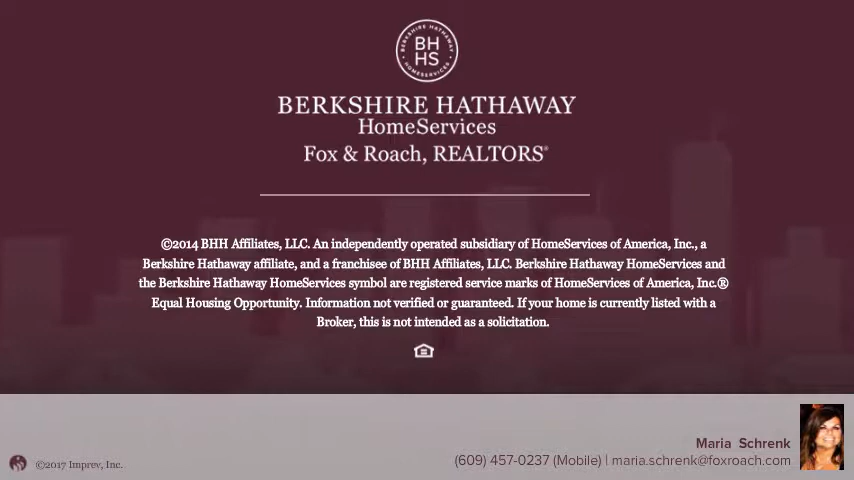 BERKSHIRE HATHAWAY
HOMESERVICES
BH
HS
BERKSHIRE HATHAWAY
HomeServices
Fox & Roach, REALTORS®
©2014 BHH Affiliates, LLC. An independently operated subsidiary of HomeServices of America, Inc., a
Berkshire Hathaway affiliate, and a franchisee of BHH Affiliates, LLC. Berkshire Hathaway HomeServices and
the Berkshire Hathaway HomeServices symbol are registered service marks of HomeServices of America, Inc.®
Equal Housing Opportunity. Information not verified or guaranteed. If your home is currently listed with a
Broker, this is not intended as a solicitation.
Maria Schrenk
(609) 457-0237 (Mobile) | maria.schrenk@foxroach.com
©2017 Imprev, Inc.